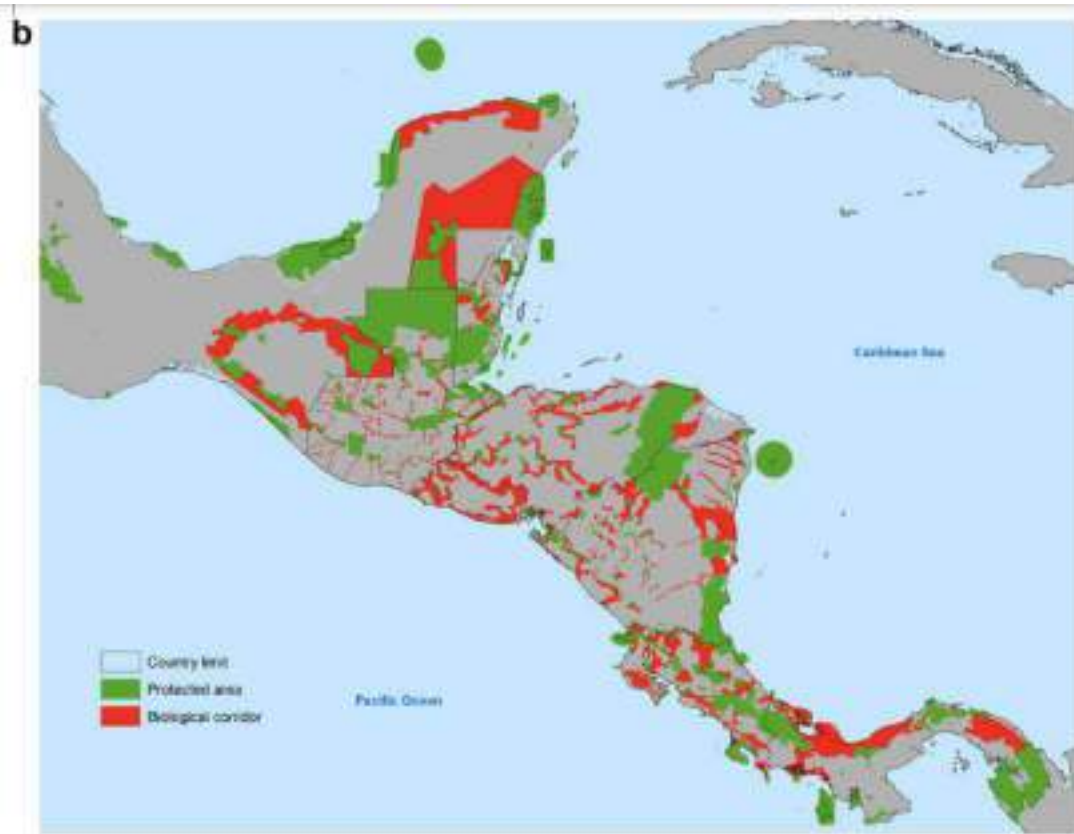 b
Caribbean Sea
Country limit
Protected area
Biological corridor
Pacific Ocean